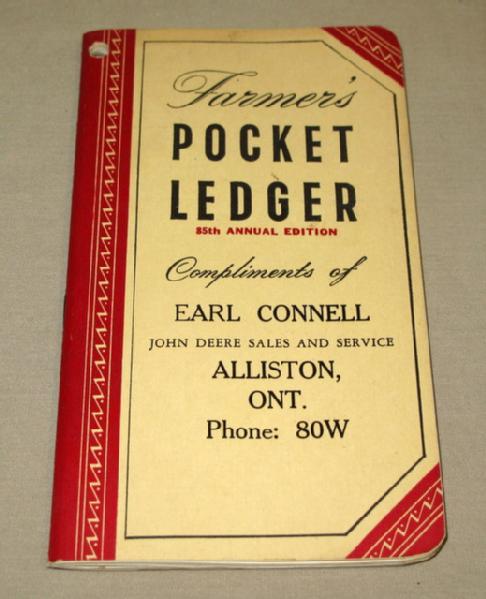 Farmer's
POCKET
LEDGER
85th ANNUAL EDITION
Compliments of
EARL CONNELL
JOHN DEERE SALES AND SERVICE
ALLISTON,
ONT.
Phone: 80W